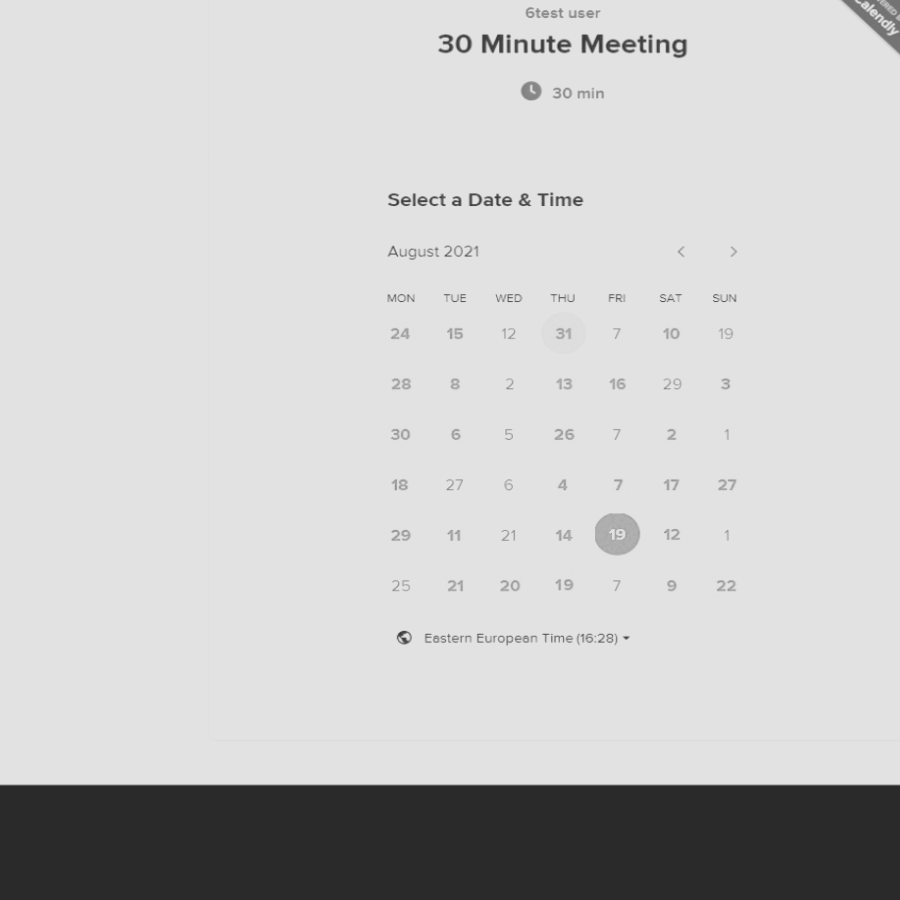 6test user
30 Minute Meeting
30 min
Calendly
Select a Date & Time
August 2021
MON TUE WED THU FRI SAT SUN
24 15 12 31 7 10 19
28 8 2 13 16 29 3
30 6 5 26 7 2 1
18 27 6 4 7 17 27
29 11 21 14 19 12 1
25 21 20 19 7 9 22
Eastern European Time (16:28)